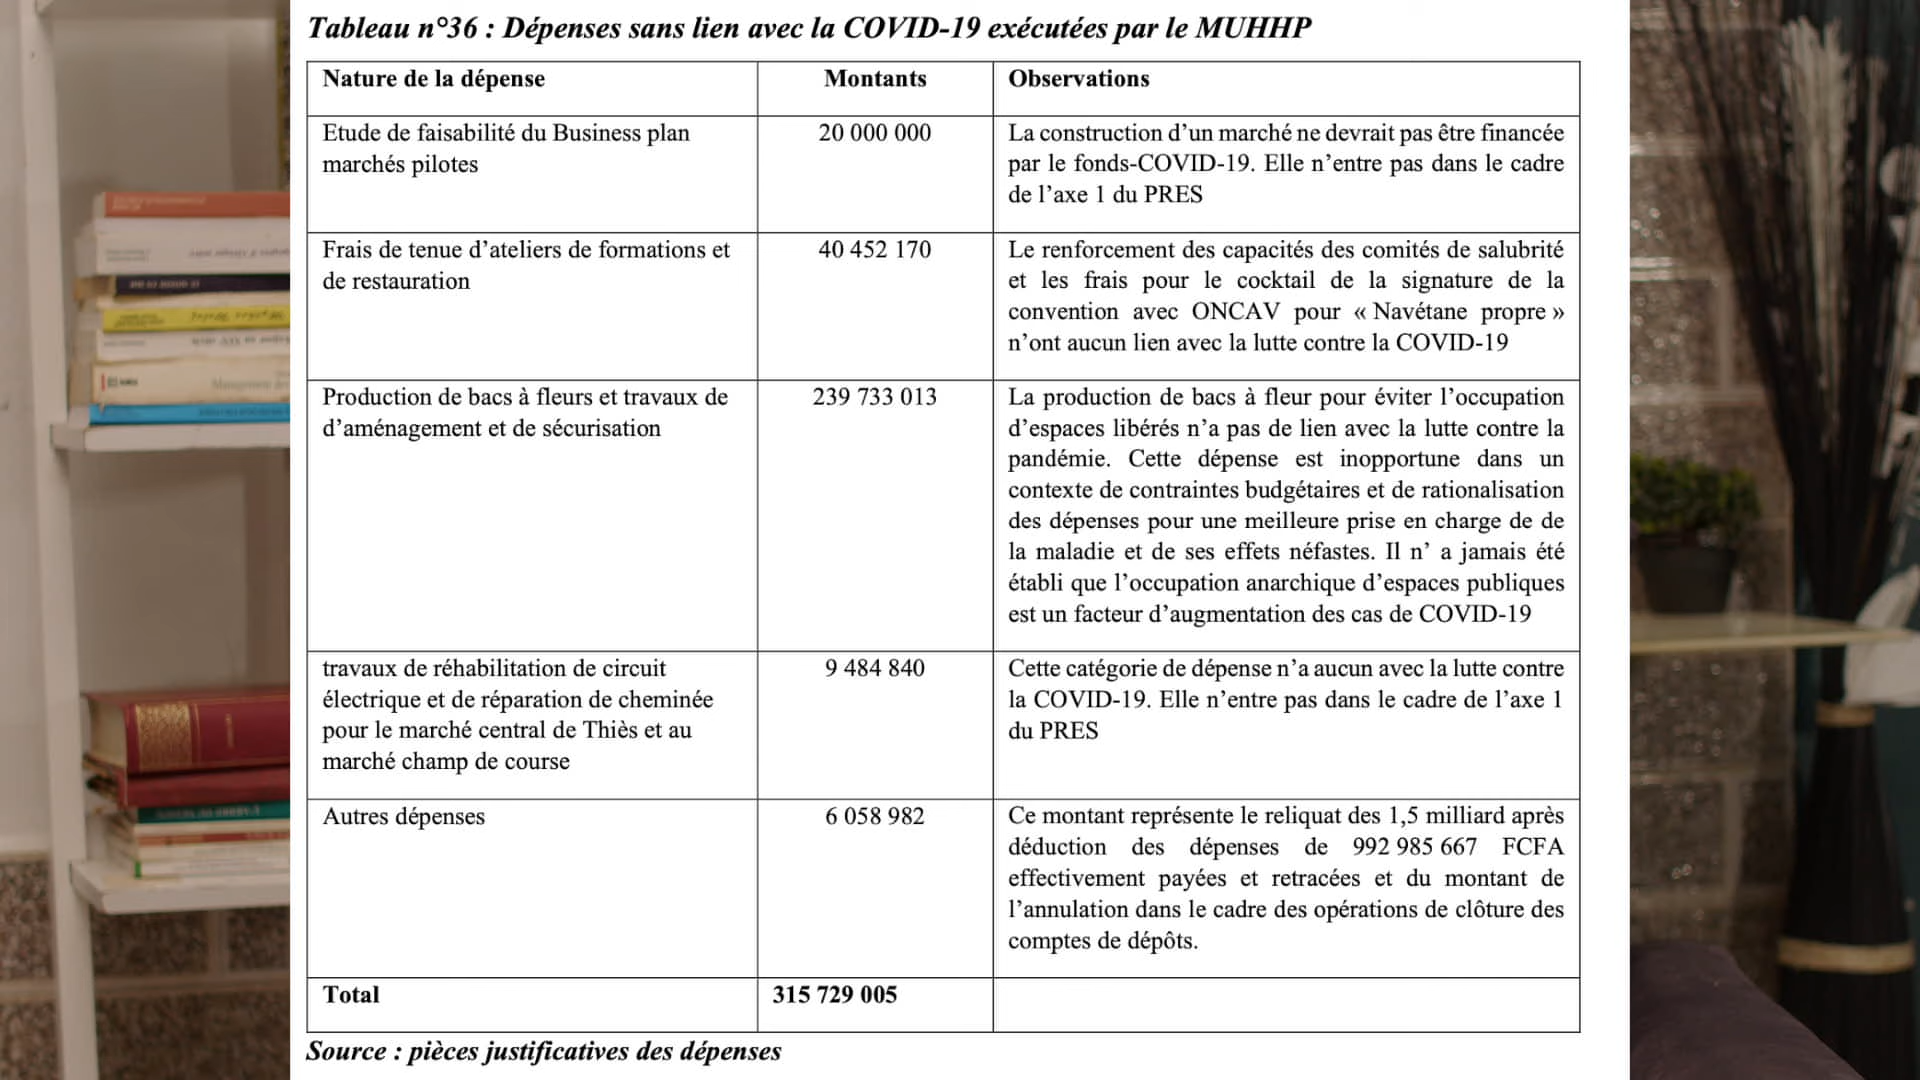 Tableau n°36 : Dépenses sans lien avec la COVID-19 exécutées par le MUHHP
Nature de la dépense
Montants
Observations
Etude de faisabilité du Business plan
marchés pilotes
20 000 000
La construction d’un marché ne devrait pas être financée
par le fonds-COVID-19. Elle n’entre pas dans le cadre
de l’axe 1 du PRES
Frais de tenue d’ateliers de formations et
de restauration
40 452 170
Le renforcement des capacités des comités de salubrité
et les frais pour le cocktail de la signature de la
convention avec ONCAV pour « Navétane propre »
n’ont aucun lien avec la lutte contre la COVID-19
Production de bacs à fleurs et travaux de
d’aménagement et de sécurisation
239 733 013
La production de bacs à fleur pour éviter l’occupation
d’espaces libérés n’a pas de lien avec la lutte contre la
pandémie. Cette dépense est inopportune dans un
contexte de contraintes budgétaires et de rationalisation
des dépenses pour une meilleure prise en charge de de
la maladie et de ses effets néfastes. Il n’ a jamais été
établi que l’occupation anarchique d’espaces publiques
est un facteur d’augmentation des cas de COVID-19
travaux de réhabilitation de circuit
électrique et de réparation de cheminée
pour le marché central de Thiès et au
marché champ de course
9 484 840
Cette catégorie de dépense n’a aucun avec la lutte contre
la COVID-19. Elle n’entre pas dans le cadre de l’axe 1
du PRES
Autres dépenses
6 058 982
Ce montant représente le reliquat des 1,5 milliard après
déduction des dépenses de 992 985 667 FCFA
effectivement payées et retracées et du montant de
l’annulation dans le cadre des opérations de clôture des
comptes de dépôts.
Total
315 729 005
Source : pièces justificatives des dépenses